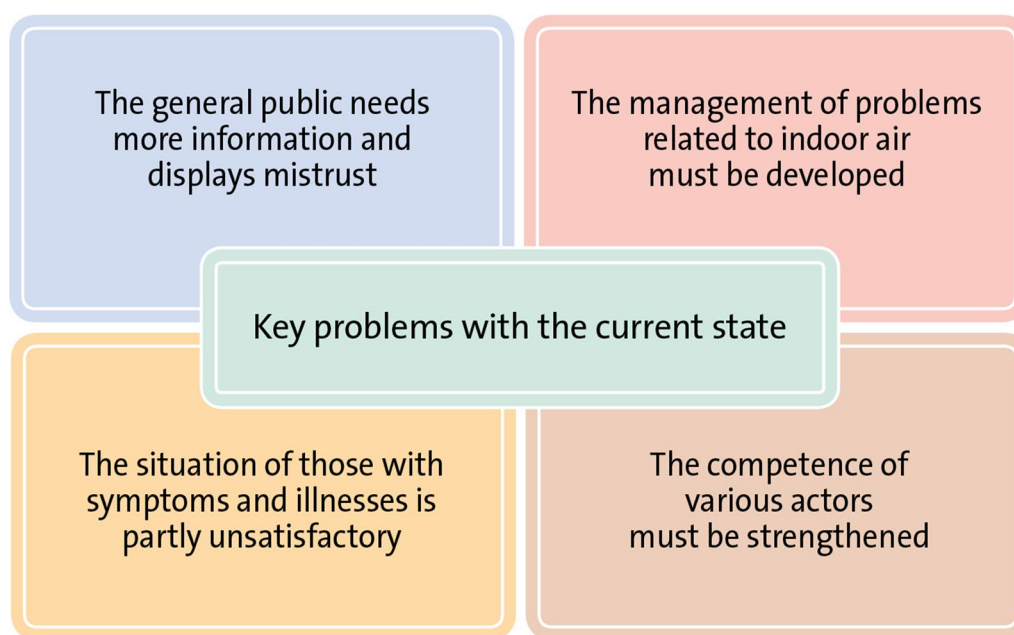 The general public needs
more information and
displays mistrust
The management of problems
related to indoor air
must be developed
Key problems with the current state
The situation of those with
symptoms and illnesses is
partly unsatisfactory
The competence of
various actors
must be strengthened